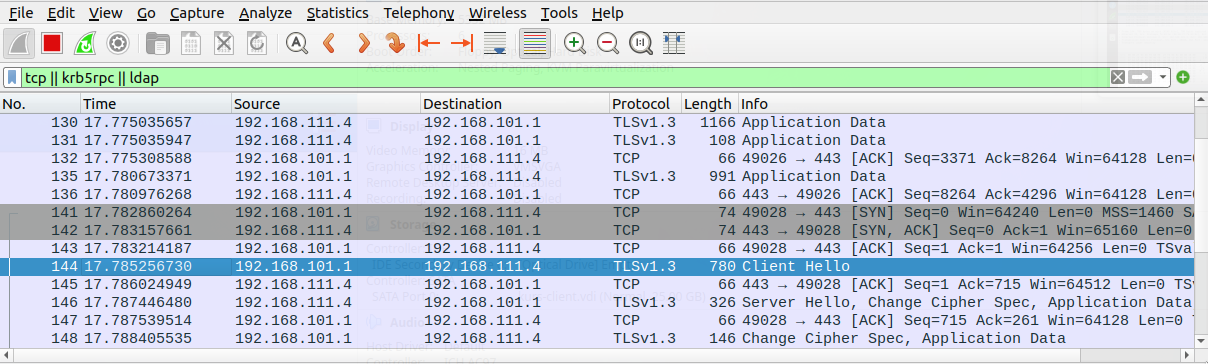 File Edit View Go Capture Analyze Statistics Telephony Wireless Tools Help
tcp || krb5rpc || ldap
No. Time Source Destination Protocol Length Info
130 17.775035657 192.168.111.4 192.168.101.1 TLSv1.3 1166 Application Data
131 17.775035947 192.168.111.4 192.168.101.1 TLSv1.3 108 Application Data
132 17.775308588 192.168.101.1 192.168.111.4 TCP 66 49026 → 443 [ACK] Seq=3371 Ack=8264 Win=64128 Len=
135 17.780673371 192.168.101.1 192.168.111.4 TLSv1.3 991 Application Data
136 17.780976268 192.168.111.4 192.168.101.1 TCP 66 443 → 49026 [ACK] Seq=8264 Ack=4296 Win=64128 Len=
141 17.782860264 192.168.101.1 192.168.111.4 TCP 74 49028 → 443 [SYN] Seq=0 Win=64240 Len=0 MSS=1460 SA
142 17.783157661 192.168.111.4 192.168.101.1 TCP 74 443 → 49028 [SYN, ACK] Seq=0 Ack=1 Win=65160 Len=0
143 17.783214187 192.168.101.1 192.168.111.4 TCP 66 49028 → 443 [ACK] Seq=1 Ack=1 Win=64256 Len=0 TSva
144 17.785256730 192.168.101.1 192.168.111.4 TLSv1.3 780 Client Hello
145 17.786024949 192.168.111.4 192.168.101.1 TCP 66 443 → 49028 [ACK] Seq=1 Ack=715 Win=64512 Len=0 TS
146 17.787446480 192.168.111.4 192.168.101.1 TLSv1.3 326 Server Hello, Change Cipher Spec, Application Data
147 17.787539514 192.168.101.1 192.168.111.4 TCP 66 49028 → 443 [ACK] Seq=715 Ack=261 Win=64128 Len=0
148 17.788405535 192.168.101.1 192.168.111.4 TLSv1.3 146 Change Cipher Spec, Application Data